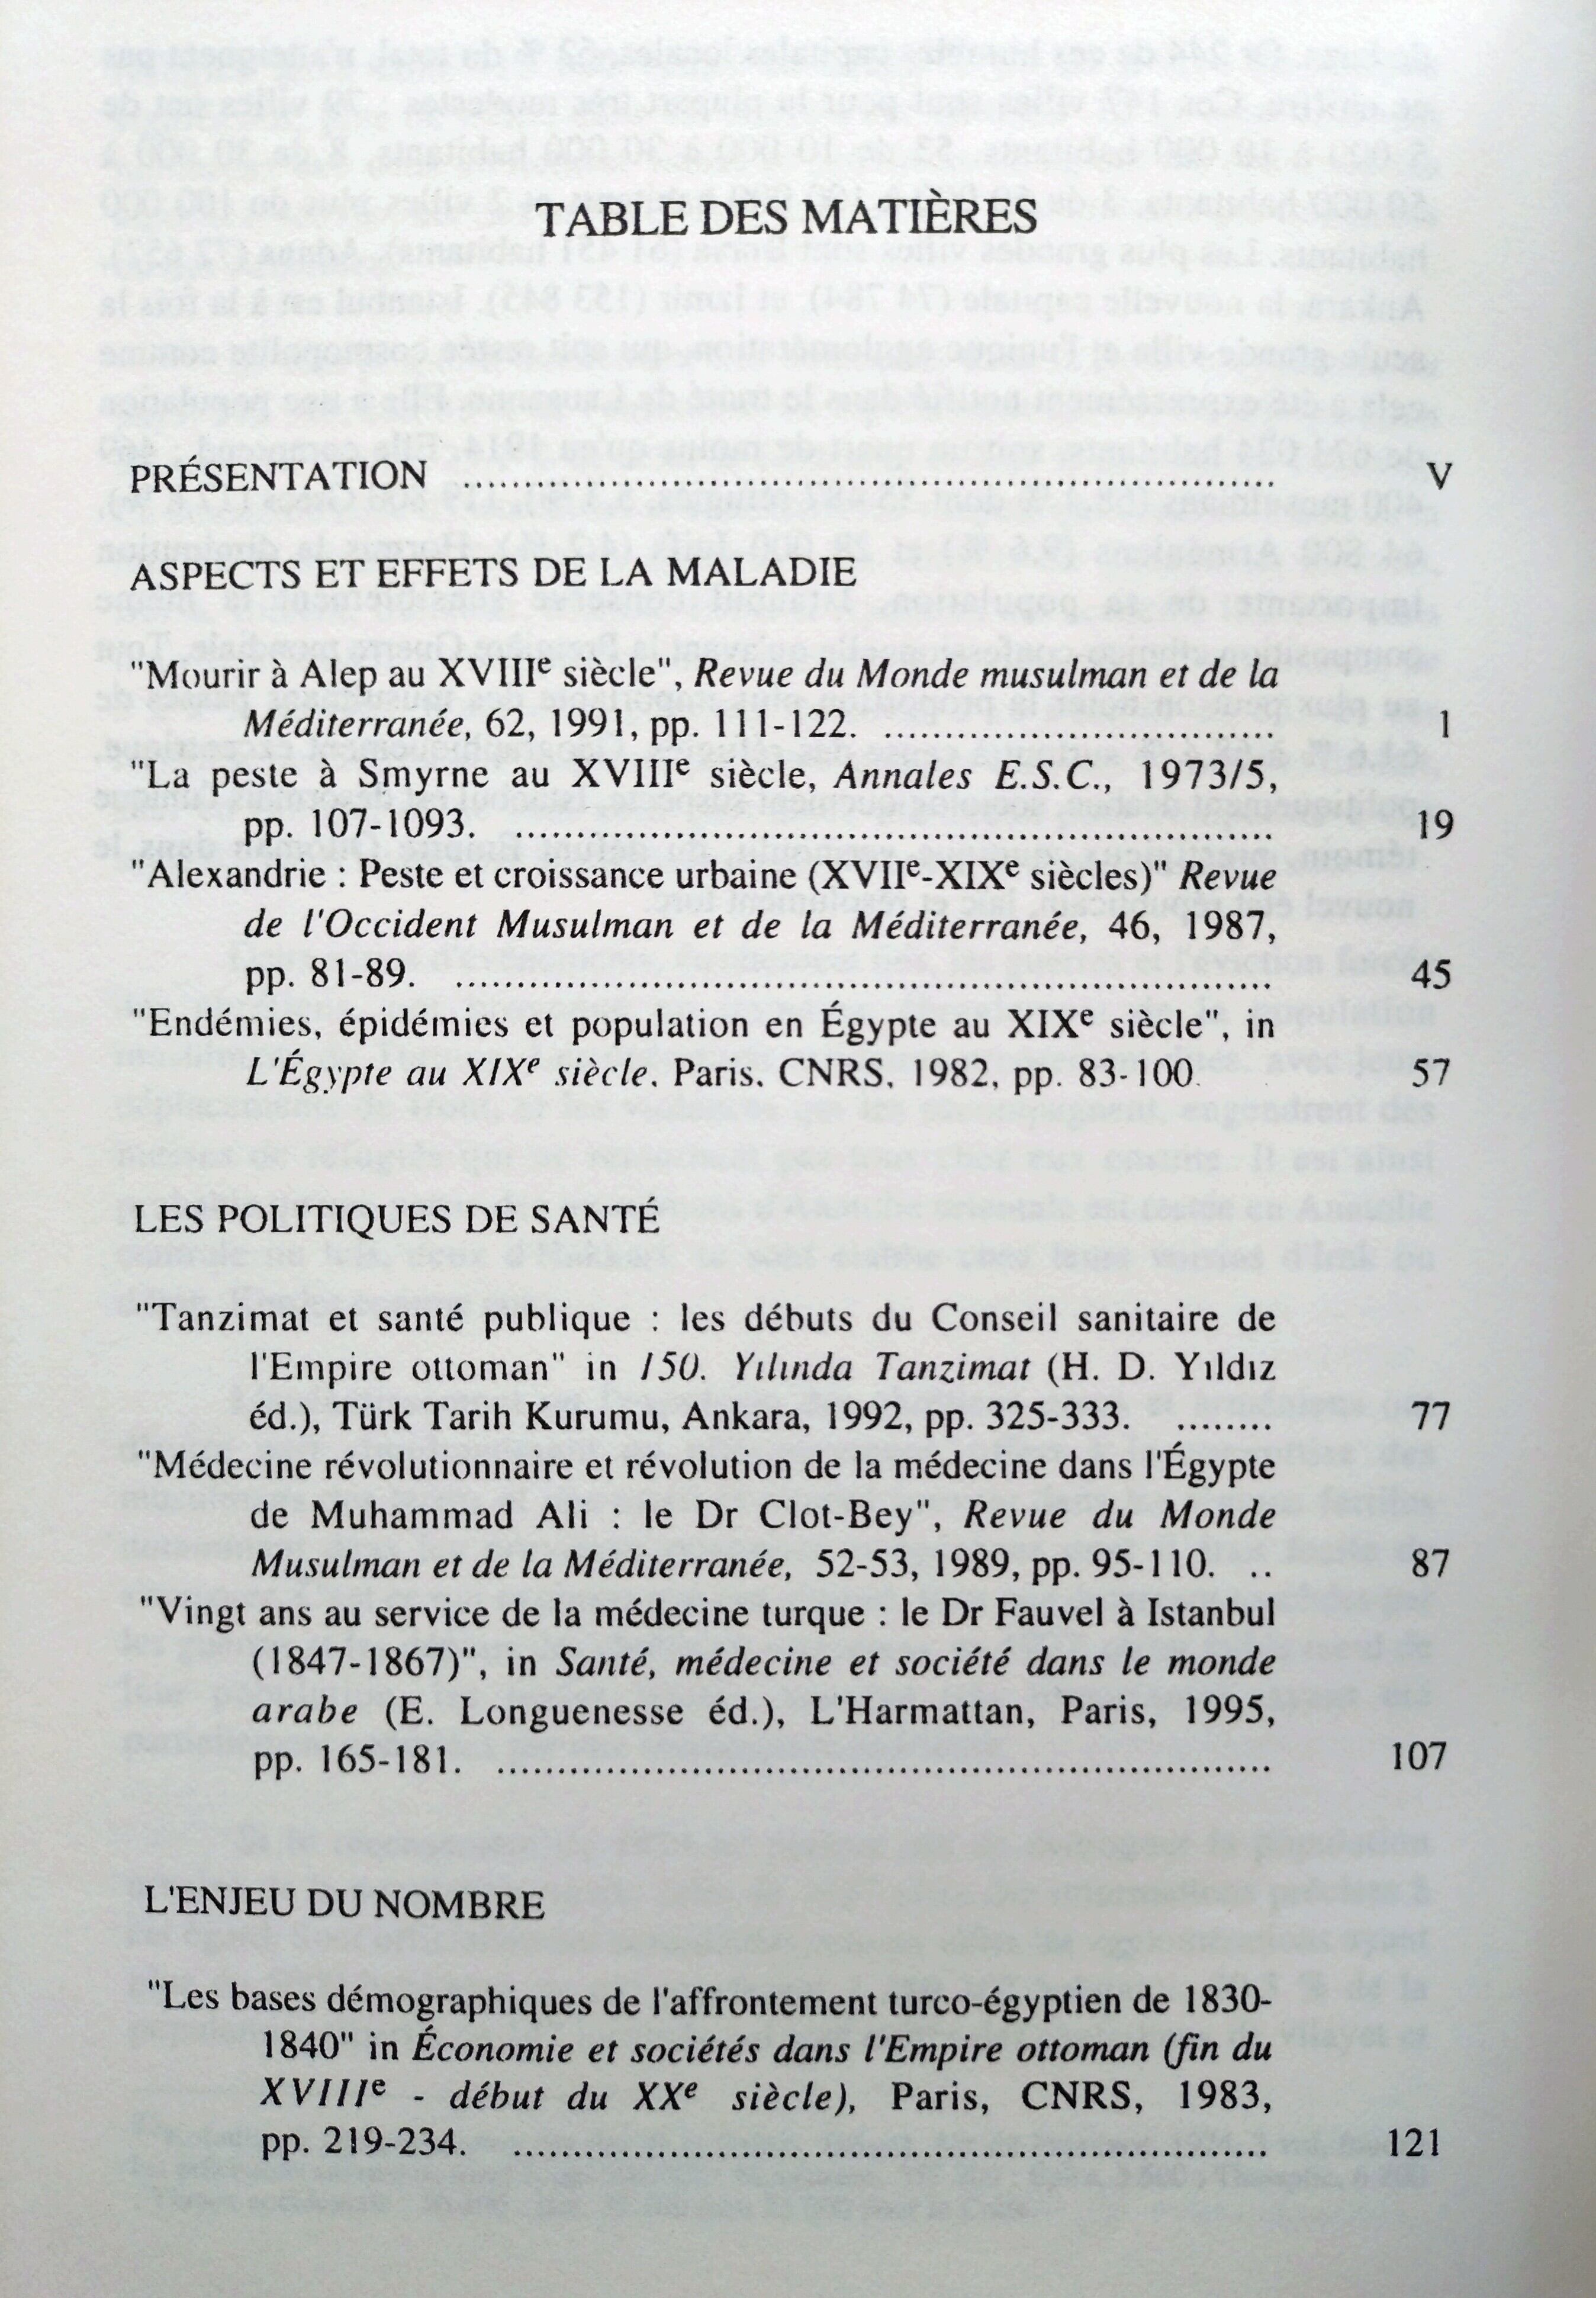 TABLE DES MATIÈRES
PRÉSENTATION .................................................................... V
ASPECTS ET EFFETS DE LA MALADIE
"Mourir à Alep au XVIIIe siècle", Revue du Monde musulman et de la
Méditerranée, 62, 1991, pp. 111-122. ................................. 1
"La peste à Smyrne au XVIIIe siècle, Annales E.S.C., 1973/5,
pp. 107-1093. ............................................................... 19
"Alexandrie : Peste et croissance urbaine (XVIIe-XIXe siècles)" Revue
de l'Occident Musulman et de la Méditerranée, 46, 1987,
pp. 81-89. .................................................................... 45
"Endémies, épidémies et population en Égypte au XIXe siècle", in
L'Égypte au XIXe siècle, Paris, CNRS, 1982, pp. 83-100. 57
LES POLITIQUES DE SANTÉ
"Tanzimat et santé publique : les débuts du Conseil sanitaire de
l'Empire ottoman" in 150. Yılında Tanzimat (H. D. Yıldız
éd.), Türk Tarih Kurumu, Ankara, 1992, pp. 325-333. ........ 77
"Médecine révolutionnaire et révolution de la médecine dans l'Égypte
de Muhammad Ali : le Dr Clot-Bey", Revue du Monde
Musulman et de la Méditerranée, 52-53, 1989, pp. 95-110. .. 87
"Vingt ans au service de la médecine turque : le Dr Fauvel à Istanbul
(1847-1867)", in Santé, médecine et société dans le monde
arabe (E. Longuenesse éd.), L'Harmattan, Paris, 1995,
pp. 165-181. ................................................................ 107
L'ENJEU DU NOMBRE
"Les bases démographiques de l'affrontement turco-égyptien de 1830-
1840" in Économie et sociétés dans l'Empire ottoman (fin du
XVIIIe - début du XXe siècle), Paris, CNRS, 1983,
pp. 219-234. ............................................................... 121